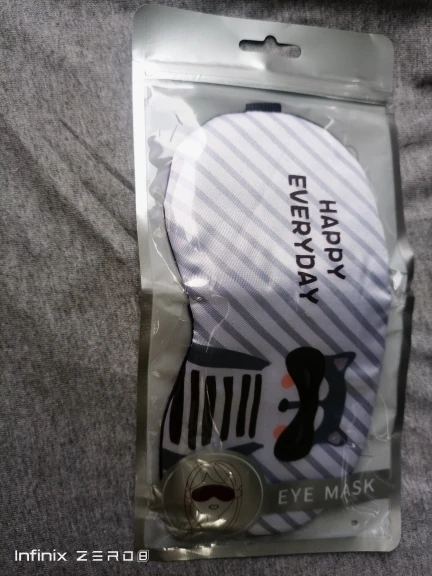 HAPPY
EVERYDAY
EYE MASK
Infinix ZERO8